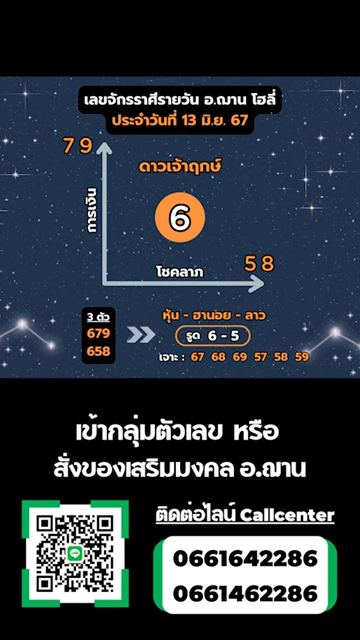 เลขจักรราศีรายวัน อ.ฌาน โฮลี่
ประจำวันที่ 13 มิ.ย. 67
7 9
การเงิน
ดาวเจ้าฤกษ์
6
โชคลาภ
5 8
3 ตัว
679
658
หุ้น - ฮานอย - ลาว
รูด 6 - 5
เจาะ : 67 68 69 57 58 59
เข้ากลุ่มตัวเลข หรือ
สั่งของเสริมมงคล อ.ฌาน
ติดต่อไลน์ Callcenter
0661642286
0661462286